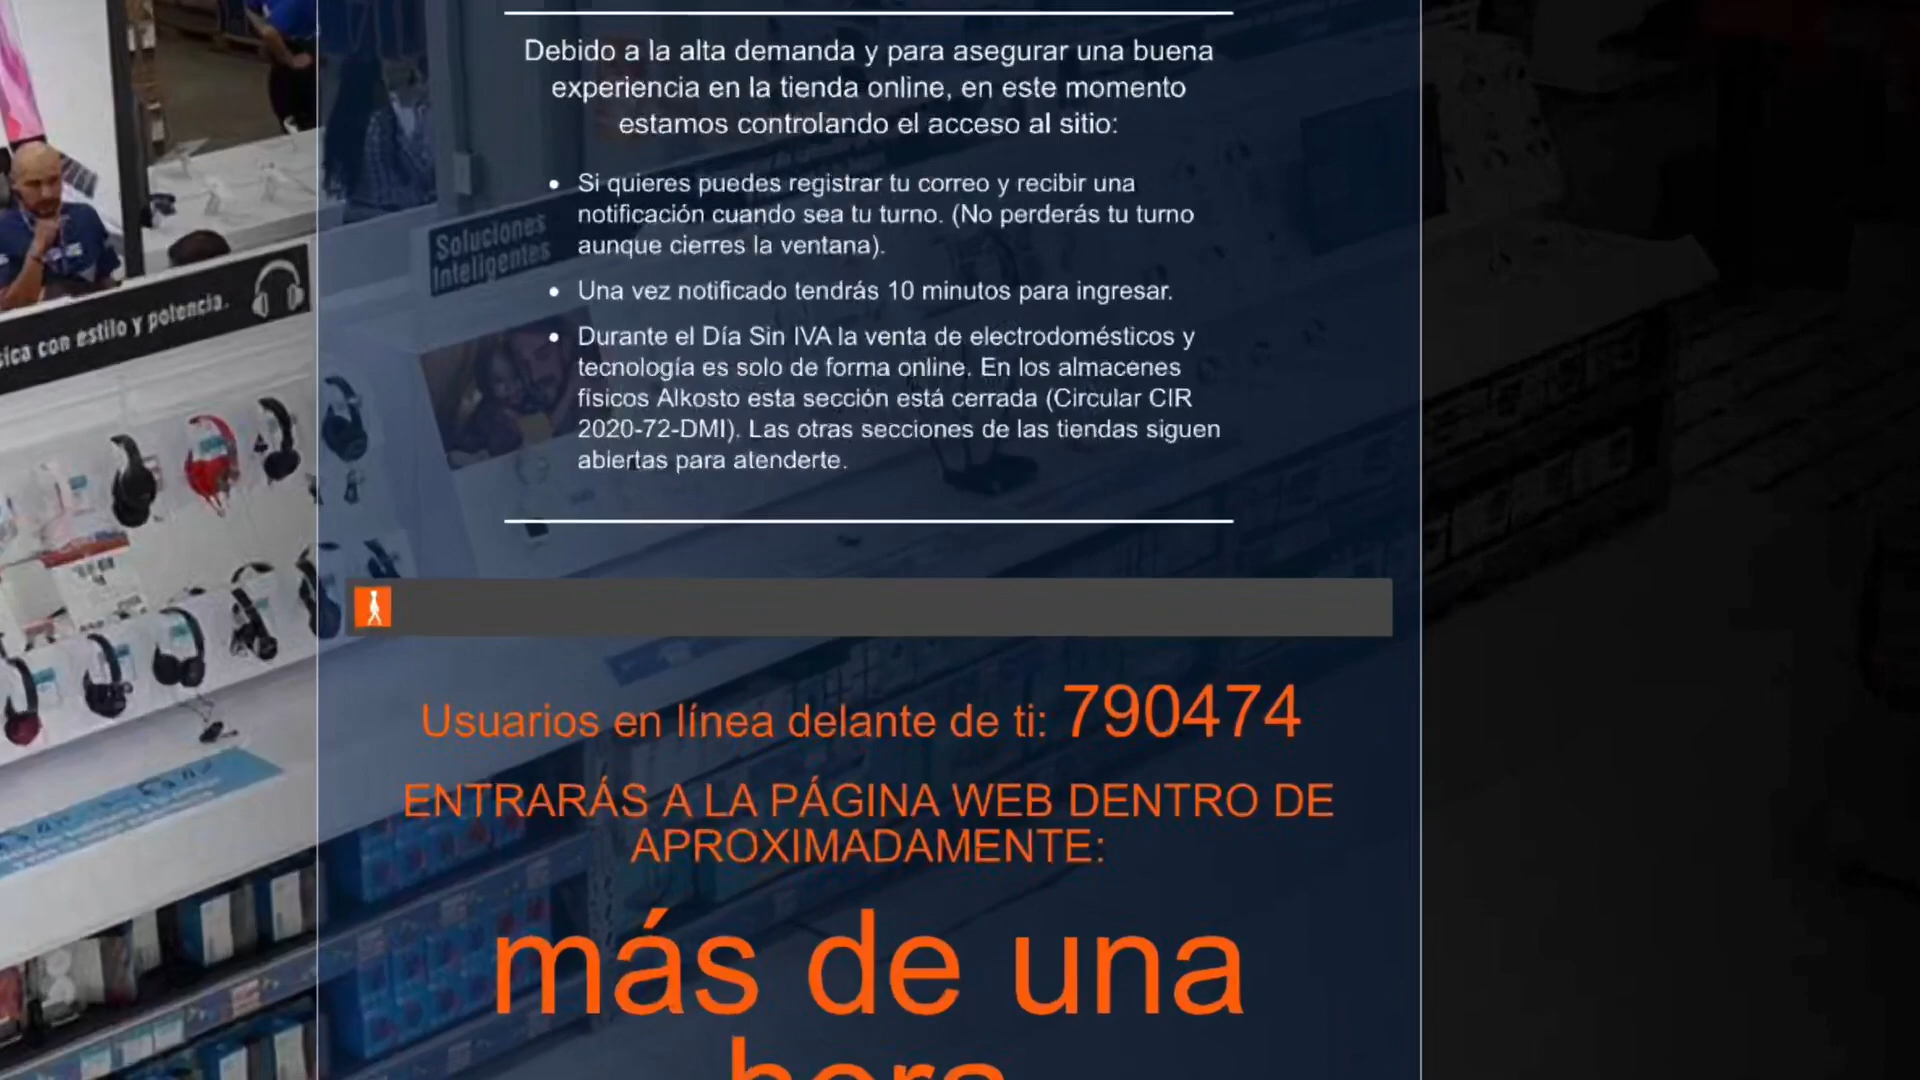 Debido a la alta demanda y para asegurar una buena
experiencia en la tienda online, en este momento
estamos controlando el acceso al sitio:
• Si quieres puedes registrar tu correo y recibir una
notificación cuando sea tu turno. (No perderás tu turno
aunque cierres la ventana).
• Una vez notificado tendrás 10 minutos para ingresar.
• Durante el Día Sin IVA la venta de electrodomésticos y
tecnología es solo de forma online. En los almacenes
físicos Alkosto esta sección está cerrada (Circular CIR
2020-72-DMI). Las otras secciones de las tiendas siguen
abiertas para atenderte.
Soluciones
Inteligentes
con estilo y potencia.
Usuarios en línea delante de ti: 790474
ENTRARÁS A LA PÁGINA WEB DENTRO DE
APROXIMADAMENTE:
más de una
hora